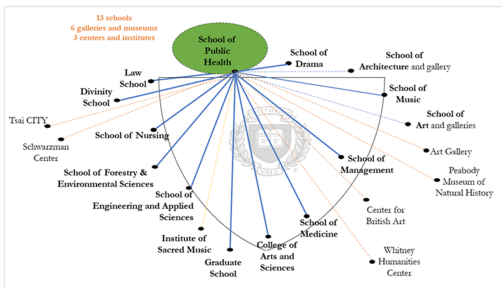 13 schools
6 galleries and museums
3 centers and institutes
School of
Public
Health
School of
Drama
School of
Architecture and gallery
Law
School
Divinity
School
School of
Music
Tsai CITY
School of
Art and galleries
School of Nursing
Schwarzman
Center
Art Gallery
School of
Management
School of Forestry &
Environmental Sciences
Peabody
Museum of
Natural History
School of
Engineering and Applied
Sciences
Center for
British Art
School of
Medicine
Institute of
Sacred Music
College of
Arts and
Sciences
Whitney
Humanities
Center
Graduate
School